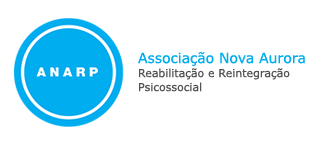 ANARP
Associação Nova Aurora
Reabilitação e Reintegração
Psicossocial